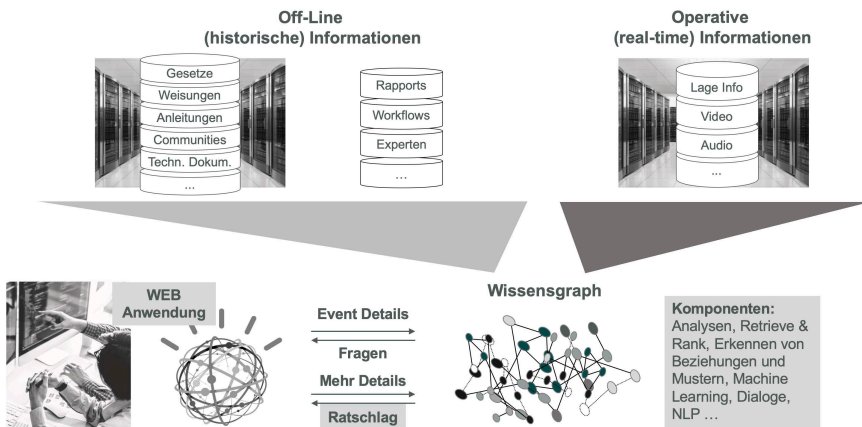 Off-Line
(historische) Informationen
Operative
(real-time) Informationen
Gesetze
Weisungen
Anleitungen
Communities
Techn. Dokum.
...
Rapports
Workflows
Experten
...
Lage Info
Video
Audio
...
WEB
Anwendung
Event Details
Fragen
Mehr Details
Ratschlag
Wissensgraph
Komponenten:
Analysen, Retrieve &
Rank, Erkennen von
Beziehungen und
Mustern, Machine
Learning, Dialoge,
NLP ...